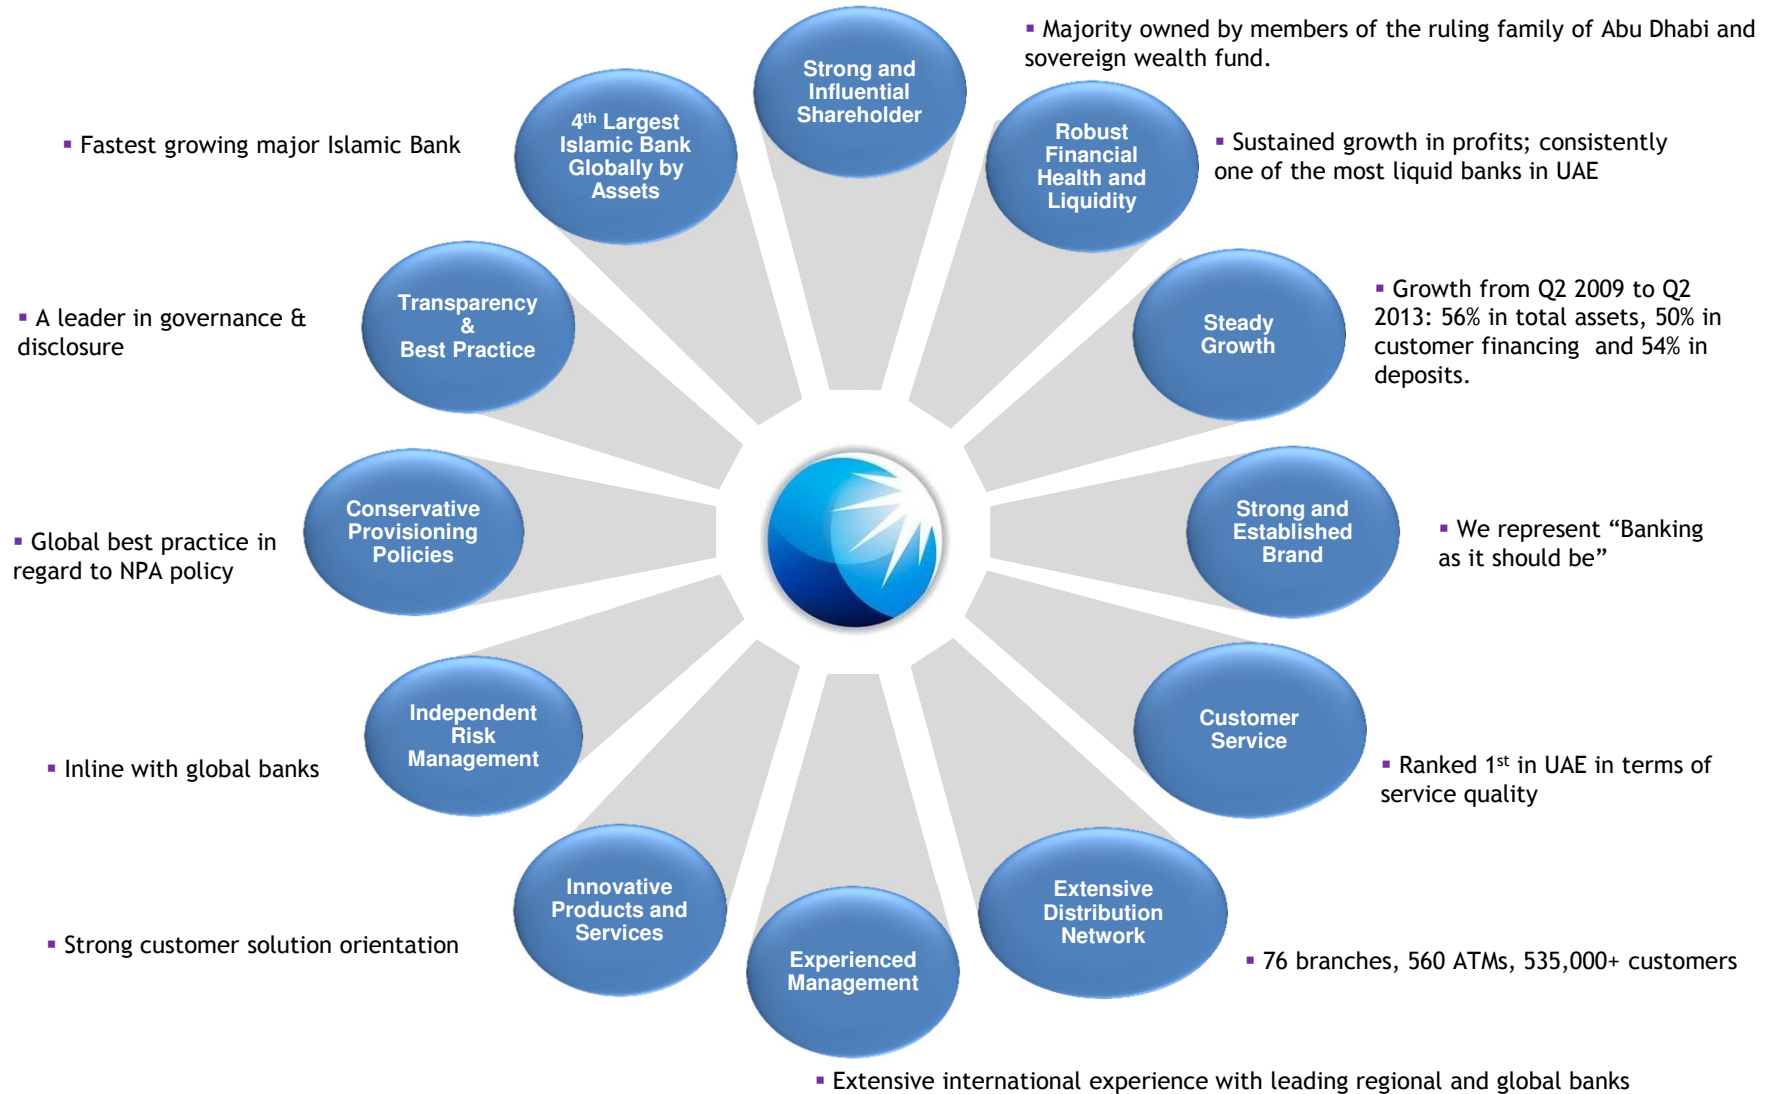 ▪ Majority owned by members of the ruling family of Abu Dhabi and
sovereign wealth fund.
Strong and
Influential
Shareholder
Robust
Financial
Health and
Liquidity
▪ Sustained growth in profits; consistently
one of the most liquid banks in UAE
Steady
Growth
▪ Growth from Q2 2009 to Q2
2013: 56% in total assets, 50% in
customer financing and 54% in
deposits.
Strong and
Established
Brand
▪ We represent “Banking
as it should be”
Customer
Service
▪ Ranked 1st in UAE in terms of
service quality
Extensive
Distribution
Network
▪ 76 branches, 560 ATMs, 535,000+ customers
Experienced
Management
▪ Extensive international experience with leading regional and global banks
Innovative
Products and
Services
▪ Strong customer solution orientation
Independent
Risk
Management
▪ Inline with global banks
Conservative
Provisioning
Policies
▪ Global best practice in
regard to NPA policy
Transparency
&
Best Practice
▪ A leader in governance &
disclosure
4th Largest
Islamic Bank
Globally by
Assets
▪ Fastest growing major Islamic Bank